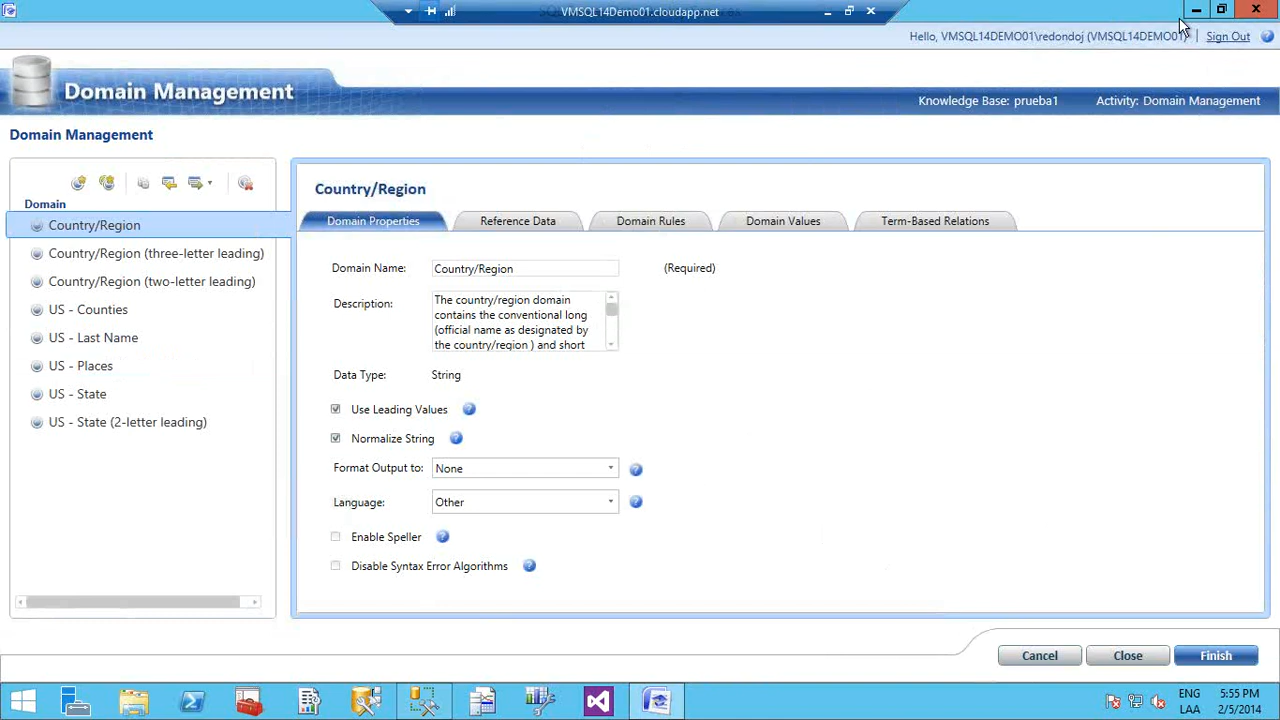 VMSQL14Demo01.cloudapp.net
Hello, VMSQL14DEMO01\redondoj (VMSQL14DEMO01)
Sign Out
Domain Management
Knowledge Base: prueba1
Activity: Domain Management
Domain Management
Domain
Country/Region
Country/Region (three-letter leading)
Country/Region (two-letter leading)
US - Counties
US - Last Name
US - Places
US - State
US - State (2-letter leading)
Country/Region
Domain Properties
Reference Data
Domain Rules
Domain Values
Term-Based Relations
Domain Name:
Country/Region
(Required)
Description:
The country/region domain
contains the conventional long
(official name as designated by
the country/region ) and short
Data Type:
String
Use Leading Values
Normalize String
Format Output to:
None
Language:
Other
Enable Speller
Disable Syntax Error Algorithms
Cancel
Close
Finish
ENG
LAA
5:55 PM
2/5/2014